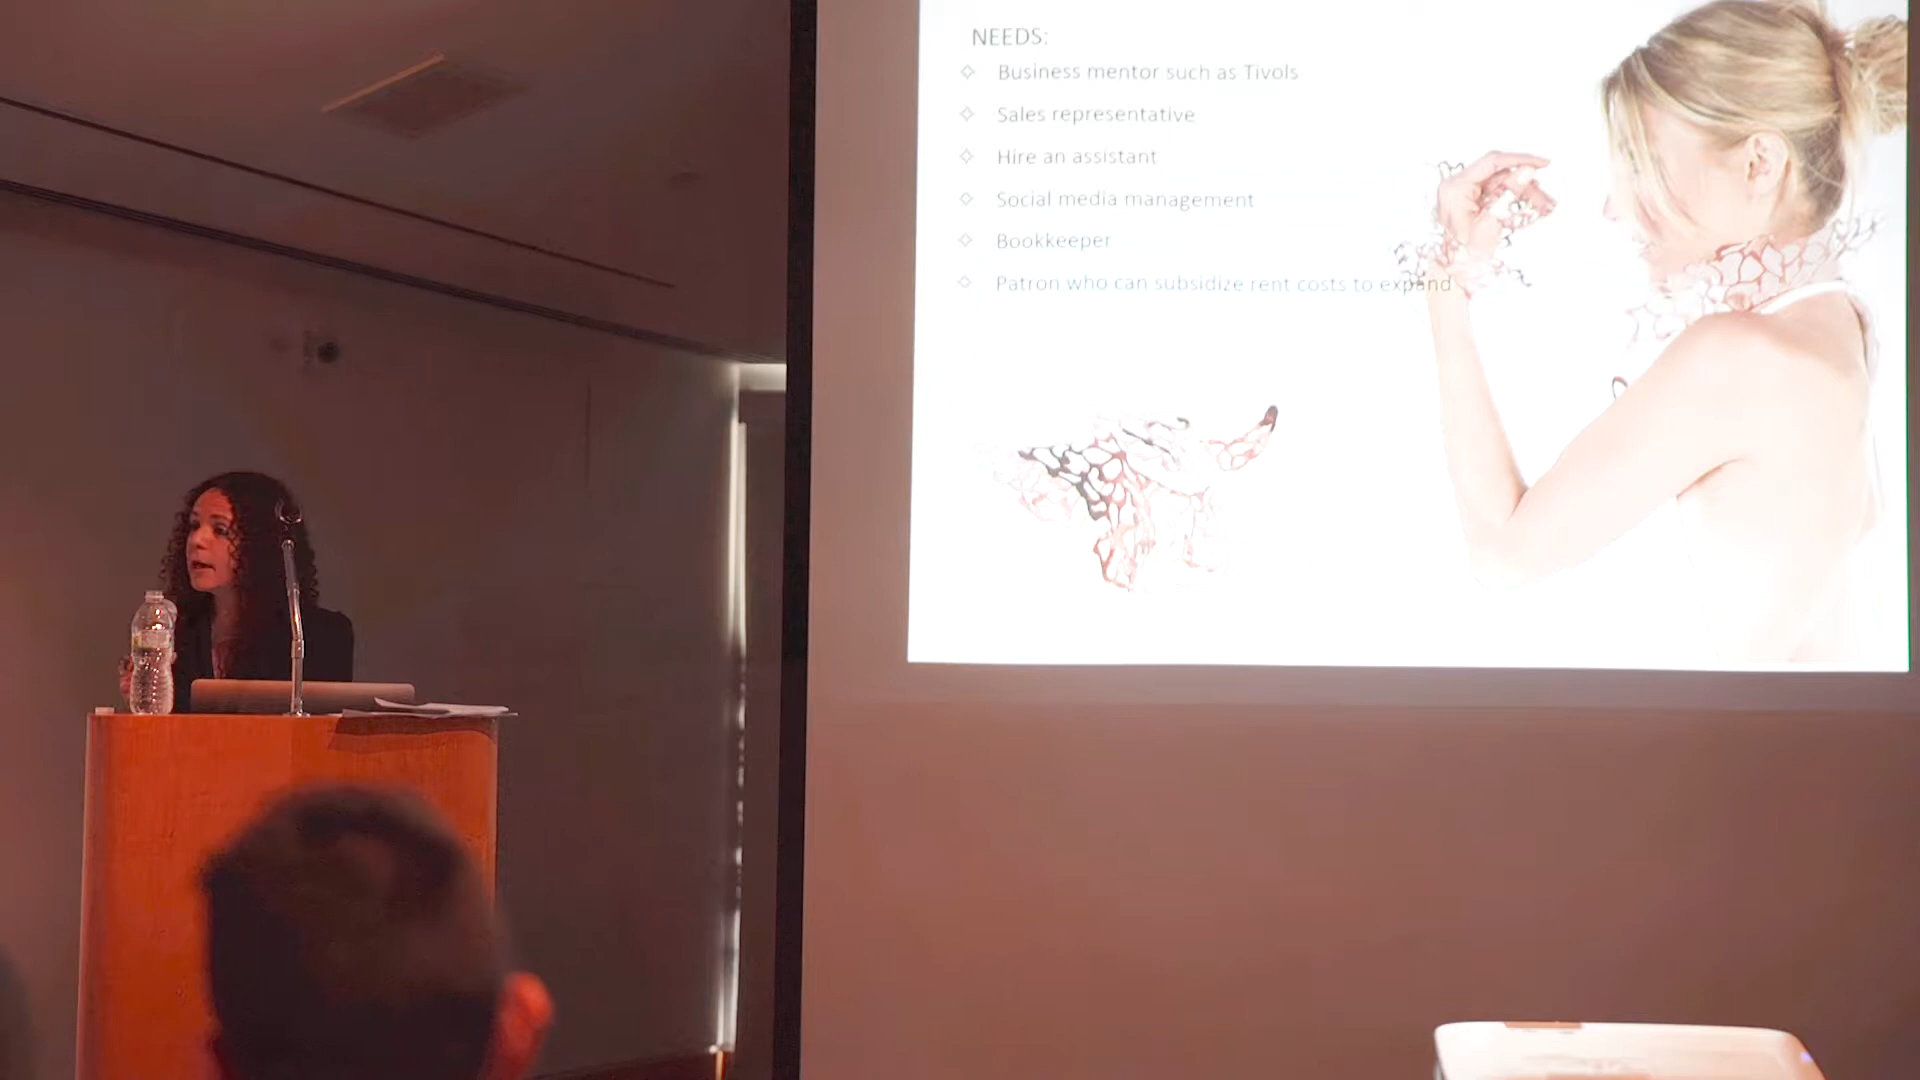 NEEDS:
Business mentor such as Tivols
Sales representative
Hire an assistant
Social media management
Bookkeeper
Patron who can subsidize rent costs to expand